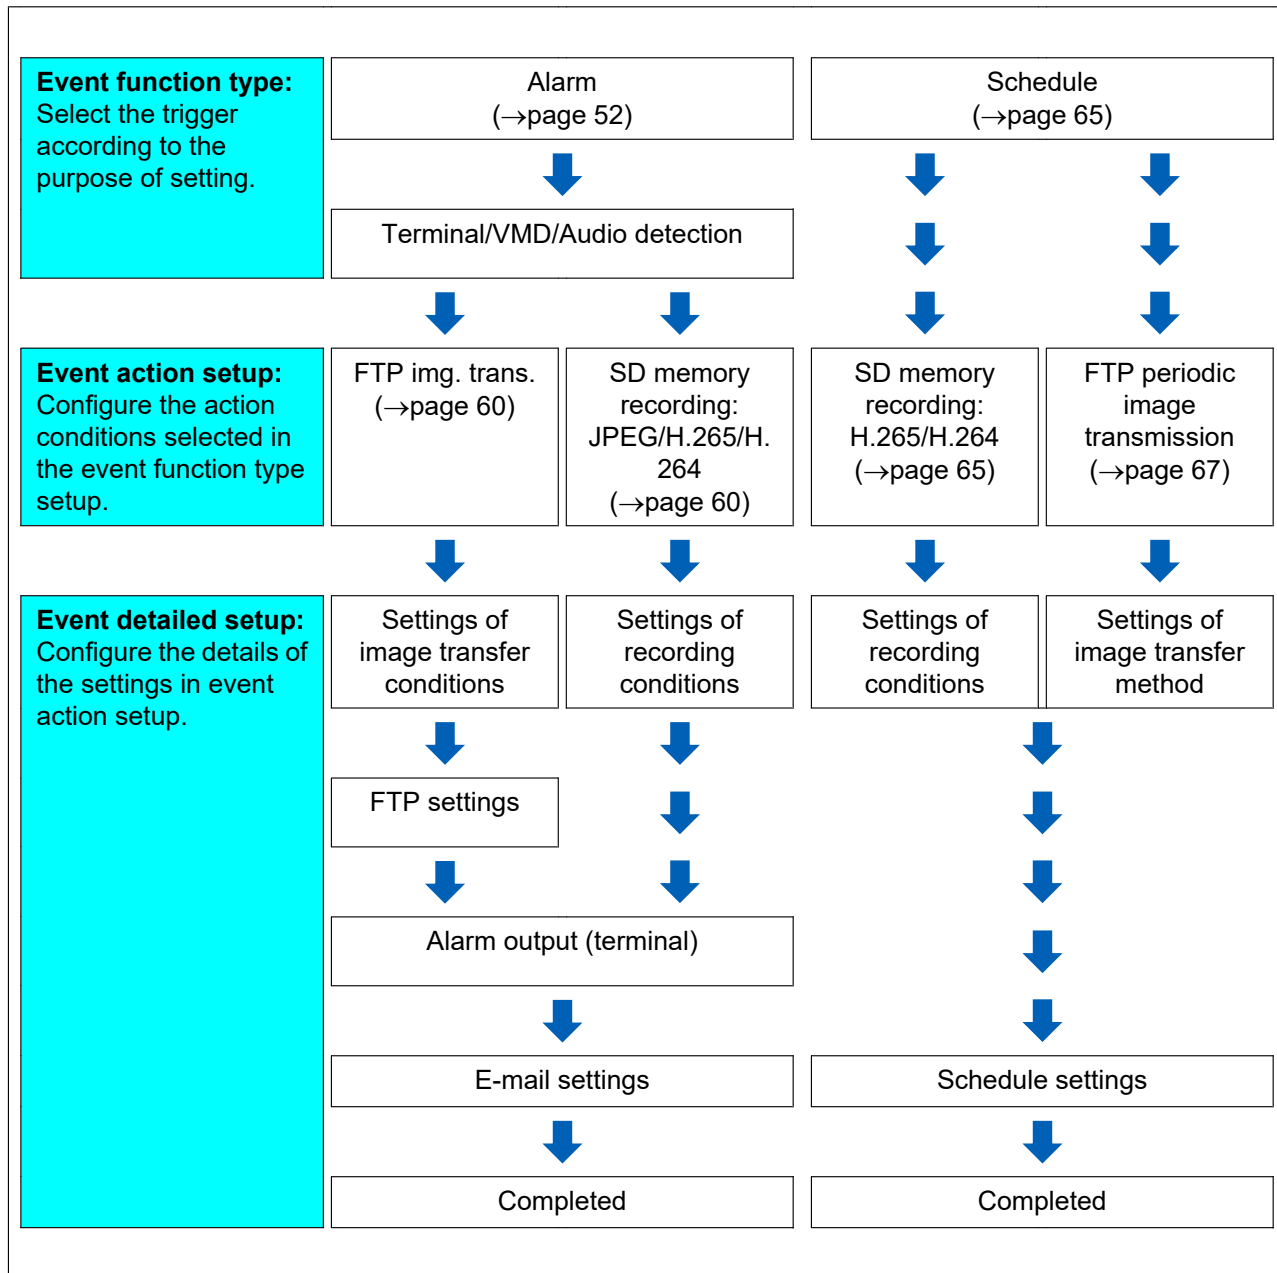 Event function type:
Select the trigger
according to the
purpose of setting.
Alarm
(→page 52)
Schedule
(→page 65)
Terminal/VMD/Audio detection
Event action setup:
Configure the action
conditions selected in
the event function type
setup.
FTP img. trans.
(→page 60)
SD memory
recording:
JPEG/H.265/H.
264
(→page 60)
SD memory
recording:
H.265/H.264
(→page 65)
FTP periodic
image
transmission
(→page 67)
Event detailed setup:
Configure the details of
the settings in event
action setup.
Settings of
image transfer
conditions
Settings of
recording
conditions
Settings of
recording
conditions
Settings of
image transfer
method
FTP settings
Alarm output (terminal)
E-mail settings
Schedule settings
Completed
Completed